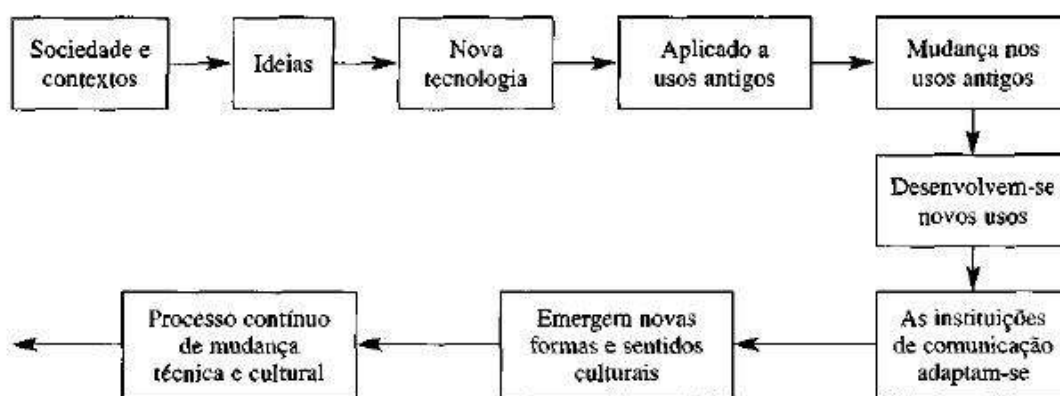 Sociedade e
contextos
Ideias
Nova
tecnologia
Aplicado a
usos antigos
Mudança nos
usos antigos
Desenvolvem-se
novos usos
As instituições
de comunicação
adaptam-se
Emergem novas
formas e sentidos
culturais
Processo contínuo
de mudança
técnica e cultural